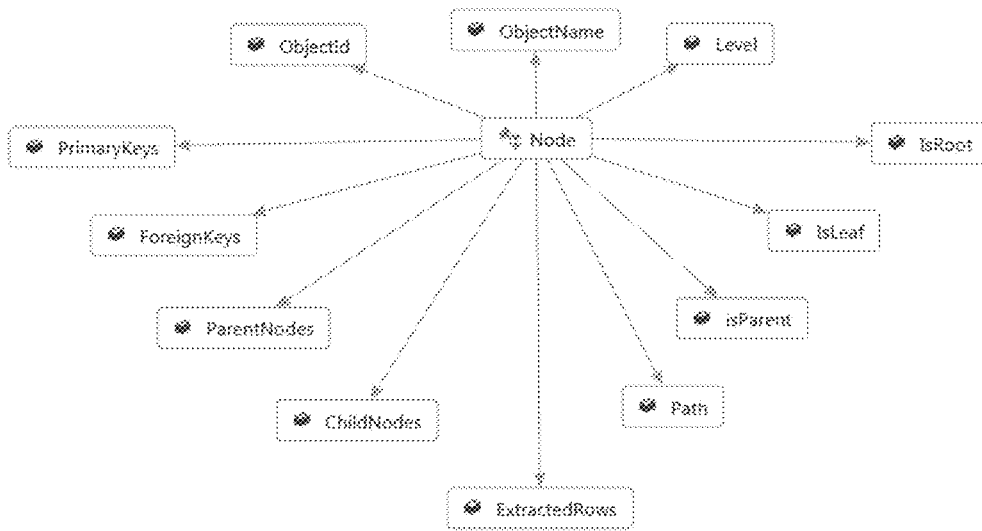 ObjectName
ObjectId
Level
Node
PrimaryKeys
IsRoot
ForeignKeys
IsLeaf
ParentNodes
isParent
ChildNodes
Path
ExtractedRows